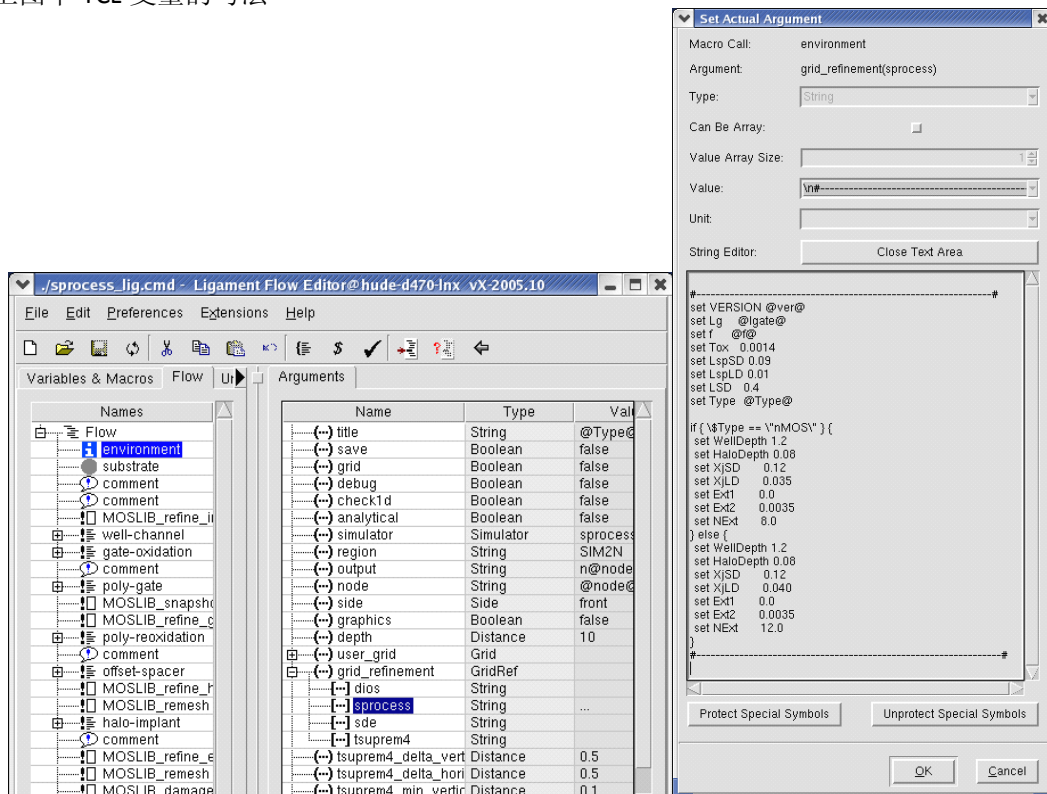 TCL 变量的写法
Set Actual Argument
Macro Call: environment
Argument: grid_refinement(sprocess)
Type: String
Can Be Array:
Value Array Size: 1
Value: \n#------------------------------------------
Unit:
String Editor: Close Text Area
#------------------------------------------------------------#
set VERSION @ver@
set Lg @lgate@
set f @f@
set Tox 0.0014
set LspSD 0.09
set LspLD 0.01
set LSD 0.4
set Type @Type@
if { \$Type == \"nMOS\" } {
set WellDepth 1.2
set HaloDepth 0.08
set XjSD 0.12
set XjLD 0.035
set Ext1 0.0
set Ext2 0.0035
set NExt 8.0
} else {
set WellDepth 1.2
set HaloDepth 0.08
set XjSD 0.12
set XjLD 0.040
set Ext1 0.0
set Ext2 0.0035
set NExt 12.0
}
#--------------------------------------------------------------#
Protect Special Symbols Unprotect Special Symbols
OK Cancel
./sprocess_lig.cmd - Ligament Flow Editor@hude-d470-lnx vX-2005.10
File Edit Preferences Extensions Help
Variables & Macros Flow
Arguments
Names
Flow
environment
substrate
comment
comment
MOSLIB_refine_i
well-channel
gate-oxidation
comment
poly-gate
MOSLIB_snapsh
MOSLIB_refine_g
poly-reoxidation
comment
offset-spacer
MOSLIB_refine_h
MOSLIB_remesh
halo-implant
comment
MOSLIB_refine_e
MOSLIB_remesh
MOSLIB_damage
Name Type Val
title String @Type@
save Boolean false
grid Boolean false
debug Boolean false
check1d Boolean false
analytical Boolean false
simulator Simulator sprocess
region String SIM2N
output String n@node
node String @node@
side Side front
graphics Boolean false
depth Distance 10
user_grid Grid
grid_refinement GridRef
dios String
sprocess String ...
sde String
tsuprem4 String
tsuprem4_delta_vert Distance 0.5
tsuprem4_delta_hori Distance 0.5
tsuprem4_min_vertic Distance 0.1